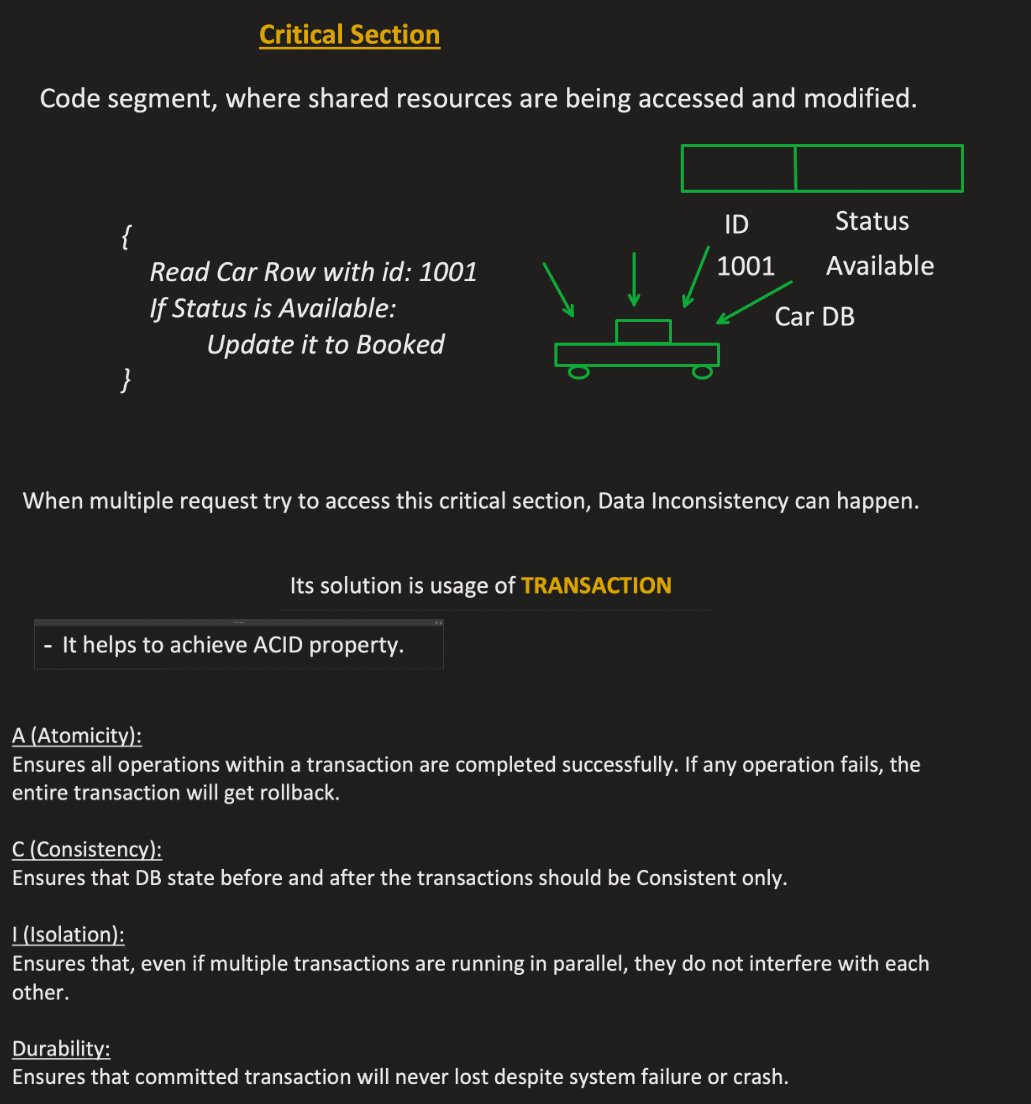 Critical Section
Code segment, where shared resources are being accessed and modified.
ID Status
1001 Available
Car DB
{
Read Car Row with id: 1001
If Status is Available:
Update it to Booked
}
When multiple request try to access this critical section, Data Inconsistency can happen.
Its solution is usage of TRANSACTION
- It helps to achieve ACID property.
A (Atomicity):
Ensures all operations within a transaction are completed successfully. If any operation fails, the
entire transaction will get rollback.
C (Consistency):
Ensures that DB state before and after the transactions should be Consistent only.
I (Isolation):
Ensures that, even if multiple transactions are running in parallel, they do not interfere with each
other.
Durability:
Ensures that committed transaction will never lost despite system failure or crash.